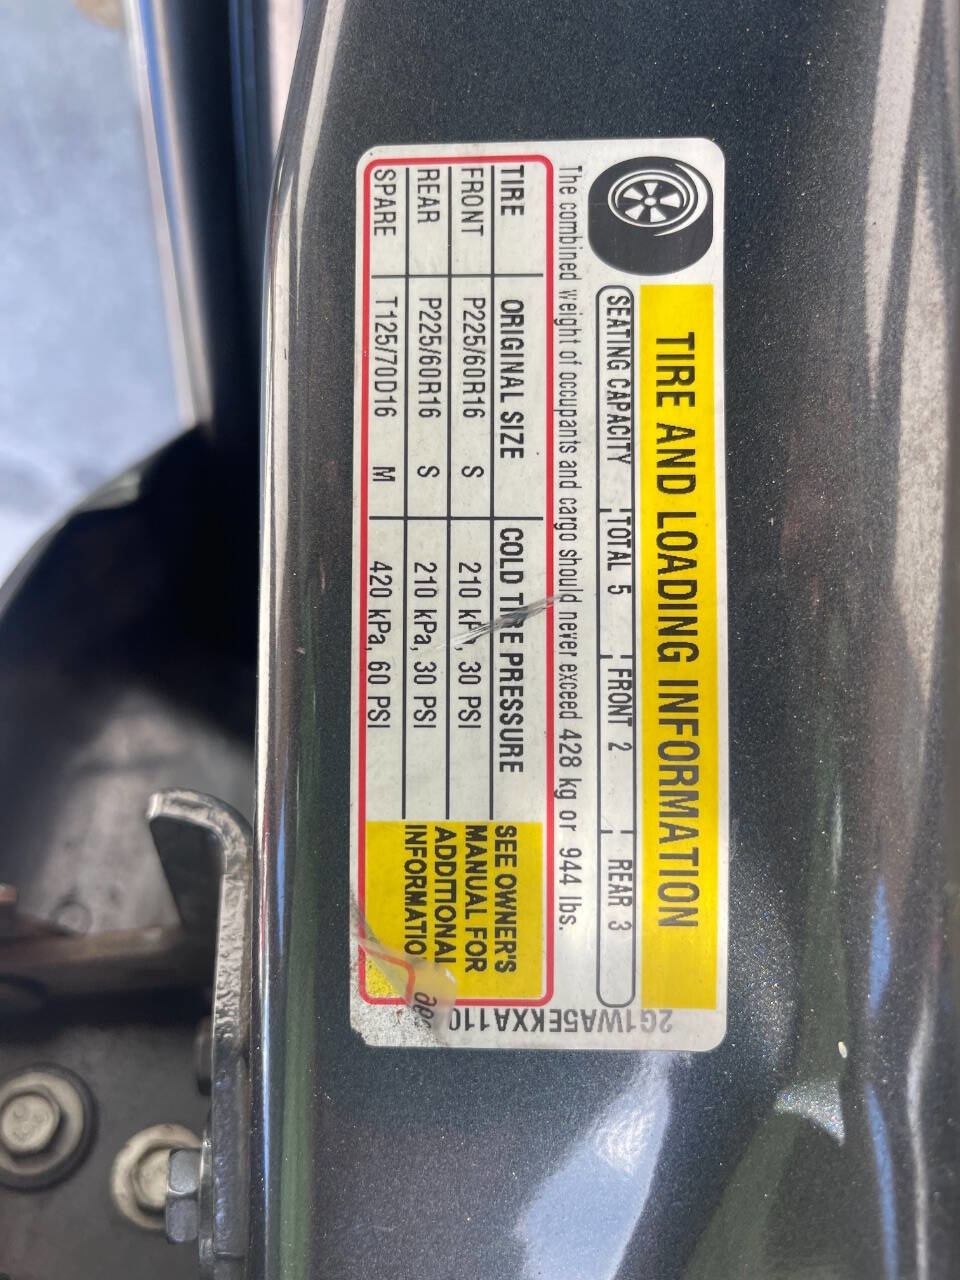 TIRE AND LOADING INFORMATION
SEATING CAPACITY TOTAL 5 FRONT 2 REAR 3
The combined weight of occupants and cargo should never exceed 428 kg or 944 lbs.
TIRE ORIGINAL SIZE COLD TIRE PRESSURE
FRONT P225/60R16 S 210 kPa, 30 PSI
REAR P225/60R16 S 210 kPa, 30 PSI
SPARE T125/70D16 M 420 kPa, 60 PSI
SEE OWNER'S
MANUAL FOR
ADDITIONAL
INFORMATIO